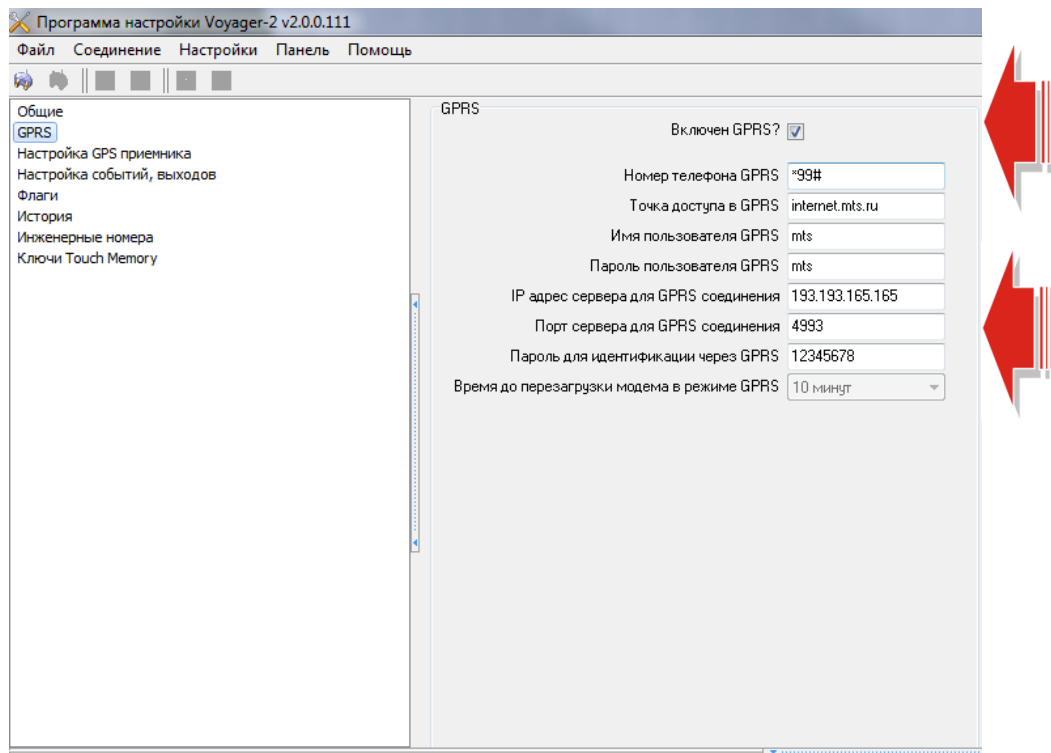 Программа настройки Voyager-2 v2.0.0.111
Файл Соединение Настройки Панель Помощь
Общие
GPRS
Настройка GPS приемника
Настройка событий, выходов
Флаги
История
Инженерные номера
Ключи Touch Memory
GPRS
Включен GPRS?
Номер телефона GPRS *99#
Точка доступа в GPRS internet.mts.ru
Имя пользователя GPRS mts
Пароль пользователя GPRS mts
IP адрес сервера для GPRS соединения 193.193.165.165
Порт сервера для GPRS соединения 4993
Пароль для идентификации через GPRS 12345678
Время до перезагрузки модема в режиме GPRS 10 минут